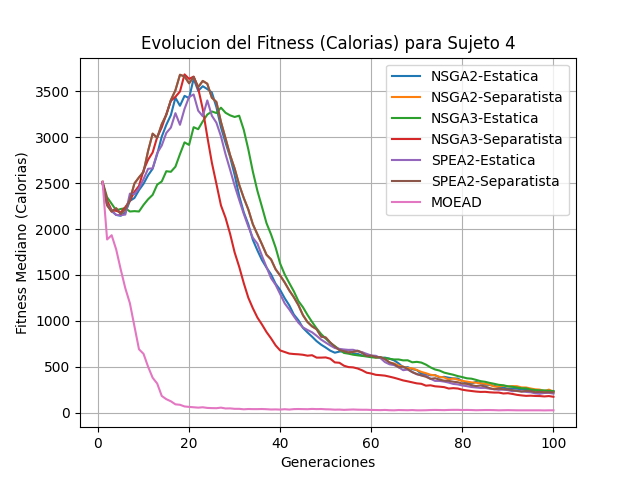 Evolucion del Fitness (Calorias) para Sujeto 4
NSGA2-Estatica
NSGA2-Separatista
NSGA3-Estatica
NSGA3-Separatista
SPEA2-Estatica
SPEA2-Separatista
MOEAD
Fitness Mediano (Calorias)
3500
3000
2500
2000
1500
1000
500
0
0 20 40 60 80 100
Generaciones